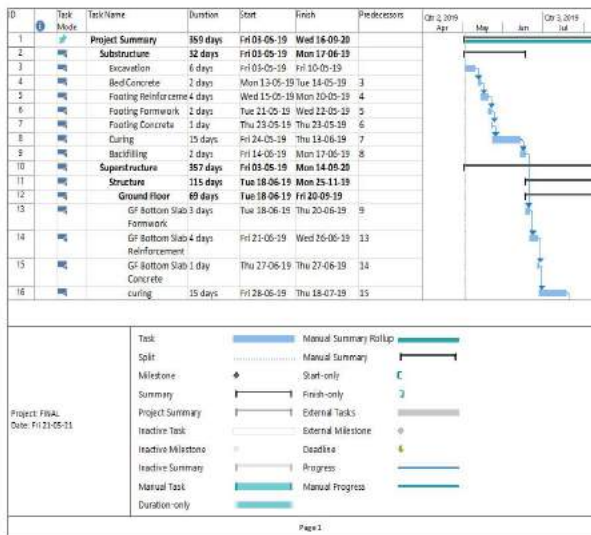 ID Task Mode Task Name Duration Start Finish Predecessors Qtr 2, 2019 Qtr 3, 2019
Apr May Jun Jul
1 Project Summary 359 days Fri 03-05-19 Wed 16-09-20
2 Substructure 32 days Fri 03-05-19 Mon 17-06-19
3 Excavation 6 days Fri 03-05-19 Fri 10-05-19
4 Bed Concrete 2 days Mon 13-05-19 Tue 14-05-19 3
5 Footing Reinforceme 4 days Wed 15-05-19 Mon 20-05-19 4
6 Footing Formwork 2 days Tue 21-05-19 Wed 22-05-19 5
7 Footing Concrete 1 day Thu 23-05-19 Thu 23-05-19 6
8 Curing 15 days Fri 24-05-19 Thu 13-06-19 7
9 Backfilling 2 days Fri 14-06-19 Mon 17-06-19 8
10 Superstructure 357 days Fri 03-05-19 Mon 14-09-20
11 Structure 115 days Tue 18-06-19 Mon 25-11-19
12 Ground Floor 69 days Tue 18-06-19 Fri 20-09-19
13 GF Bottom Slab Formwork 3 days Tue 18-06-19 Thu 20-06-19 9
14 GF Bottom Slab Reinforcement 4 days Fri 21-06-19 Wed 26-06-19 13
15 GF Bottom Slab Concrete 1 day Thu 27-06-19 Thu 27-06-19 14
16 curing 15 days Fri 28-06-19 Thu 18-07-19 15
Project: FINAL
Date: Fri 21-05-21
Task Manual Summary Rollup
Split Manual Summary
Milestone Start-only
Summary Finish-only
Project Summary External Tasks
Inactive Task External Milestone
Inactive Milestone Deadline
Inactive Summary Progress
Manual Task Manual Progress
Duration-only
Page 1